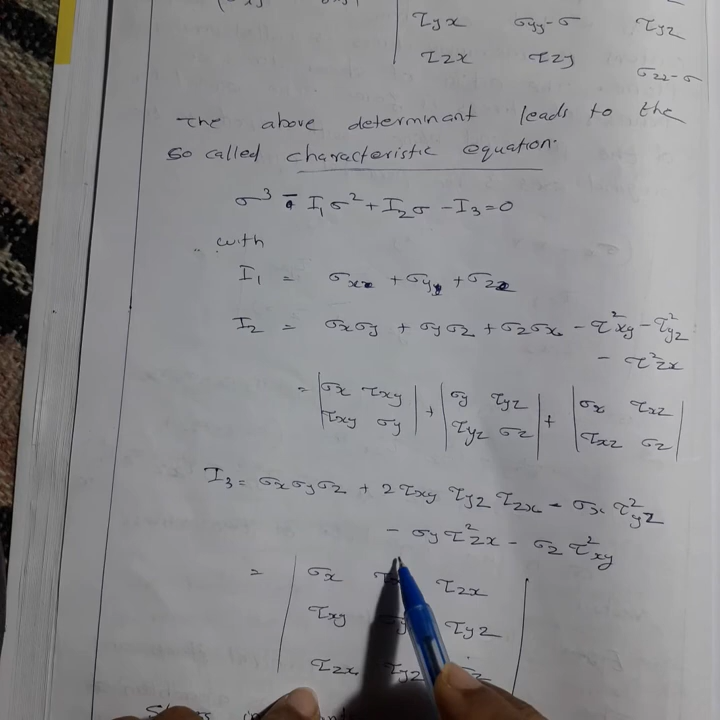 τyx σyy-σ τyz
τzx τzy σzz-σ
The above determinant leads to the
so called characteristic equation.
σ³ - I₁σ² + I₂σ - I₃ = 0
with
I₁ = σx + σy + σz
I₂ = σxσy + σyσz + σzσx - τ²xy - τ²yz
- τ²zx
= |σx τxy| + |σy τyz| + |σx τxz|
|τxy σy| |τyz σz| |τxz σz|
I₃ = σxσyσz + 2τxy τyz τzx - σx τ²yz
- σy τ²zx - σz τ²xy
= | σx τzx
τxy τyz
τzx τyz |